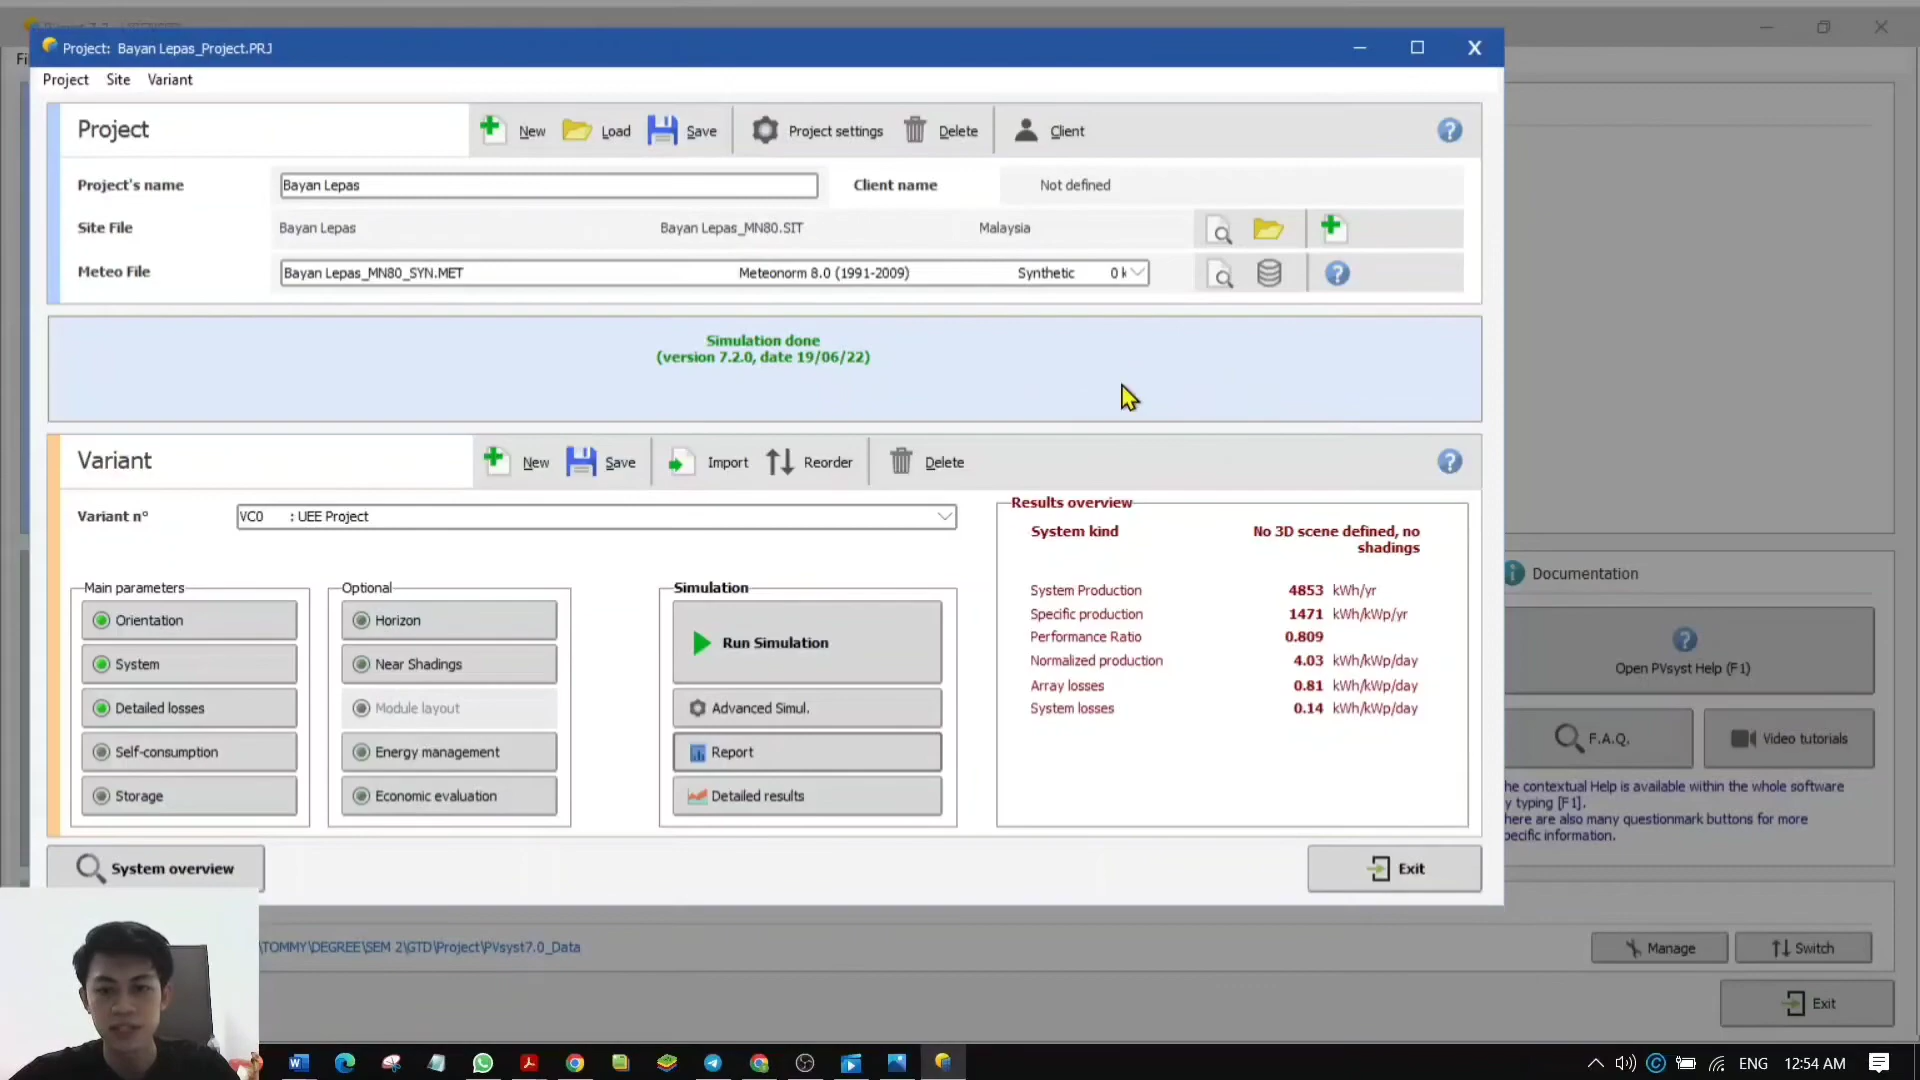 Project: Bayan Lepas_Project.PRJ
Project Site Variant
Project
New Load Save Project settings Delete Client
Project's name Bayan Lepas Client name Not defined
Site File Bayan Lepas Bayan Lepas_MN80.SIT Malaysia
Meteo File Bayan Lepas_MN80_SYN.MET Meteonorm 8.0 (1991-2009) Synthetic 0 k
Simulation done
(version 7.2.0, date 19/06/22)
Variant
New Save Import Reorder Delete
Variant n° VC0 : UEE Project
Main parameters
Orientation
System
Detailed losses
Self-consumption
Storage
Optional
Horizon
Near Shadings
Module layout
Energy management
Economic evaluation
Simulation
Run Simulation
Advanced Simul.
Report
Detailed results
Results overview
System kind No 3D scene defined, no
shadings
System Production 4853 kWh/yr
Specific production 1471 kWh/kWp/yr
Performance Ratio 0.809
Normalized production 4.03 kWh/kWp/day
Array losses 0.81 kWh/kWp/day
System losses 0.14 kWh/kWp/day
System overview
Exit
Documentation
Open PVsyst Help (F1)
F.A.Q.
Video tutorials
he contextual Help is available within the whole software
y typing [F1].
here are also many questionmark buttons for more
pecific information.
\TOMMY\DEGREE\SEM 2\GTD\Project\PVsyst7.0_Data
Manage
Switch
Exit
ENG 12:54 AM